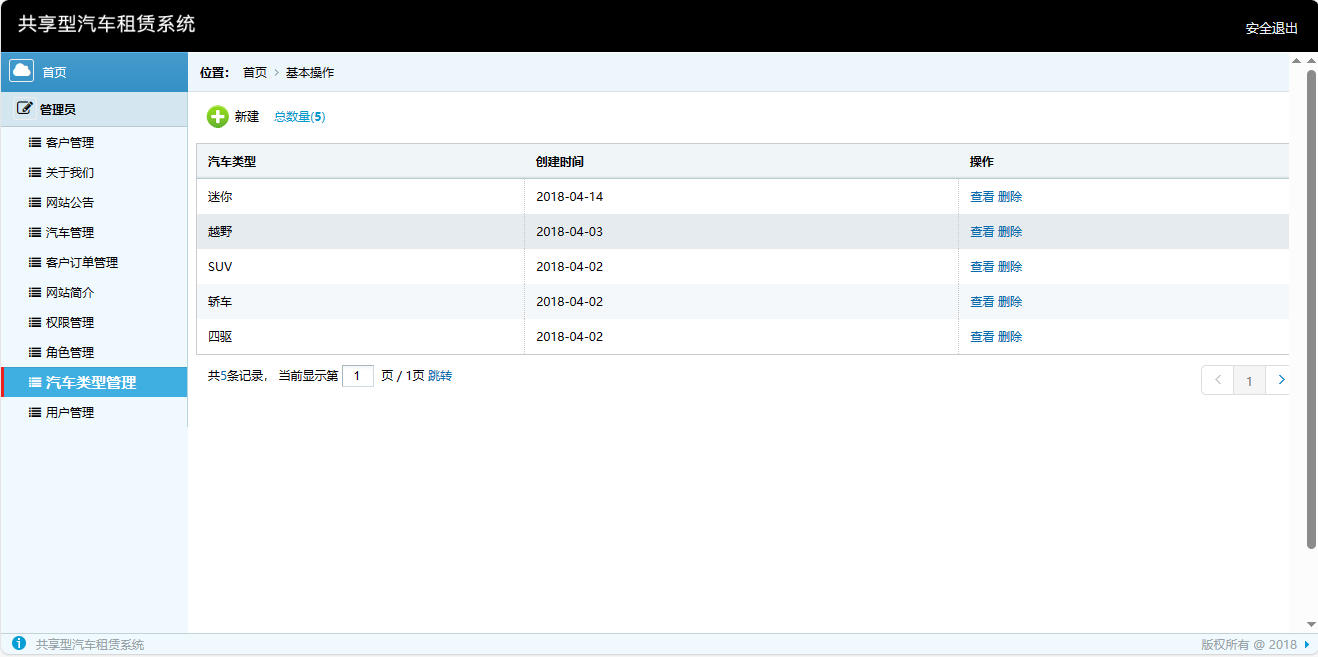 共享型汽车租赁系统
安全退出
首页
位置： 首页 > 基本操作
管理员
客户管理
关于我们
网站公告
汽车管理
客户订单管理
网站简介
权限管理
角色管理
汽车类型管理
用户管理
新建 总数量(5)
汽车类型 创建时间 操作
迷你 2018-04-14 查看 删除
越野 2018-04-03 查看 删除
SUV 2018-04-02 查看 删除
轿车 2018-04-02 查看 删除
四驱 2018-04-02 查看 删除
共5条记录， 当前显示第 1 页 / 1页 跳转
< 1 >
共享型汽车租赁系统
版权所有 @ 2018